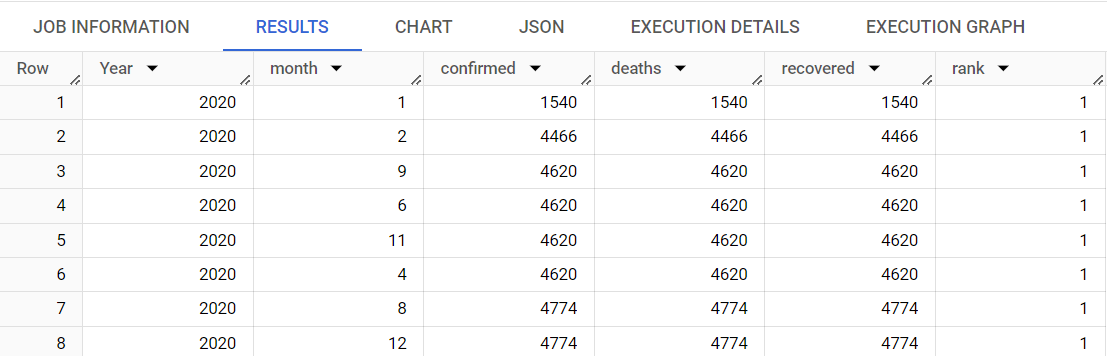 JOB INFORMATION RESULTS CHART JSON EXECUTION DETAILS EXECUTION GRAPH
Row Year month confirmed deaths recovered rank
1 2020 1 1540 1540 1540 1
2 2020 2 4466 4466 4466 1
3 2020 9 4620 4620 4620 1
4 2020 6 4620 4620 4620 1
5 2020 11 4620 4620 4620 1
6 2020 4 4620 4620 4620 1
7 2020 8 4774 4774 4774 1
8 2020 12 4774 4774 4774 1